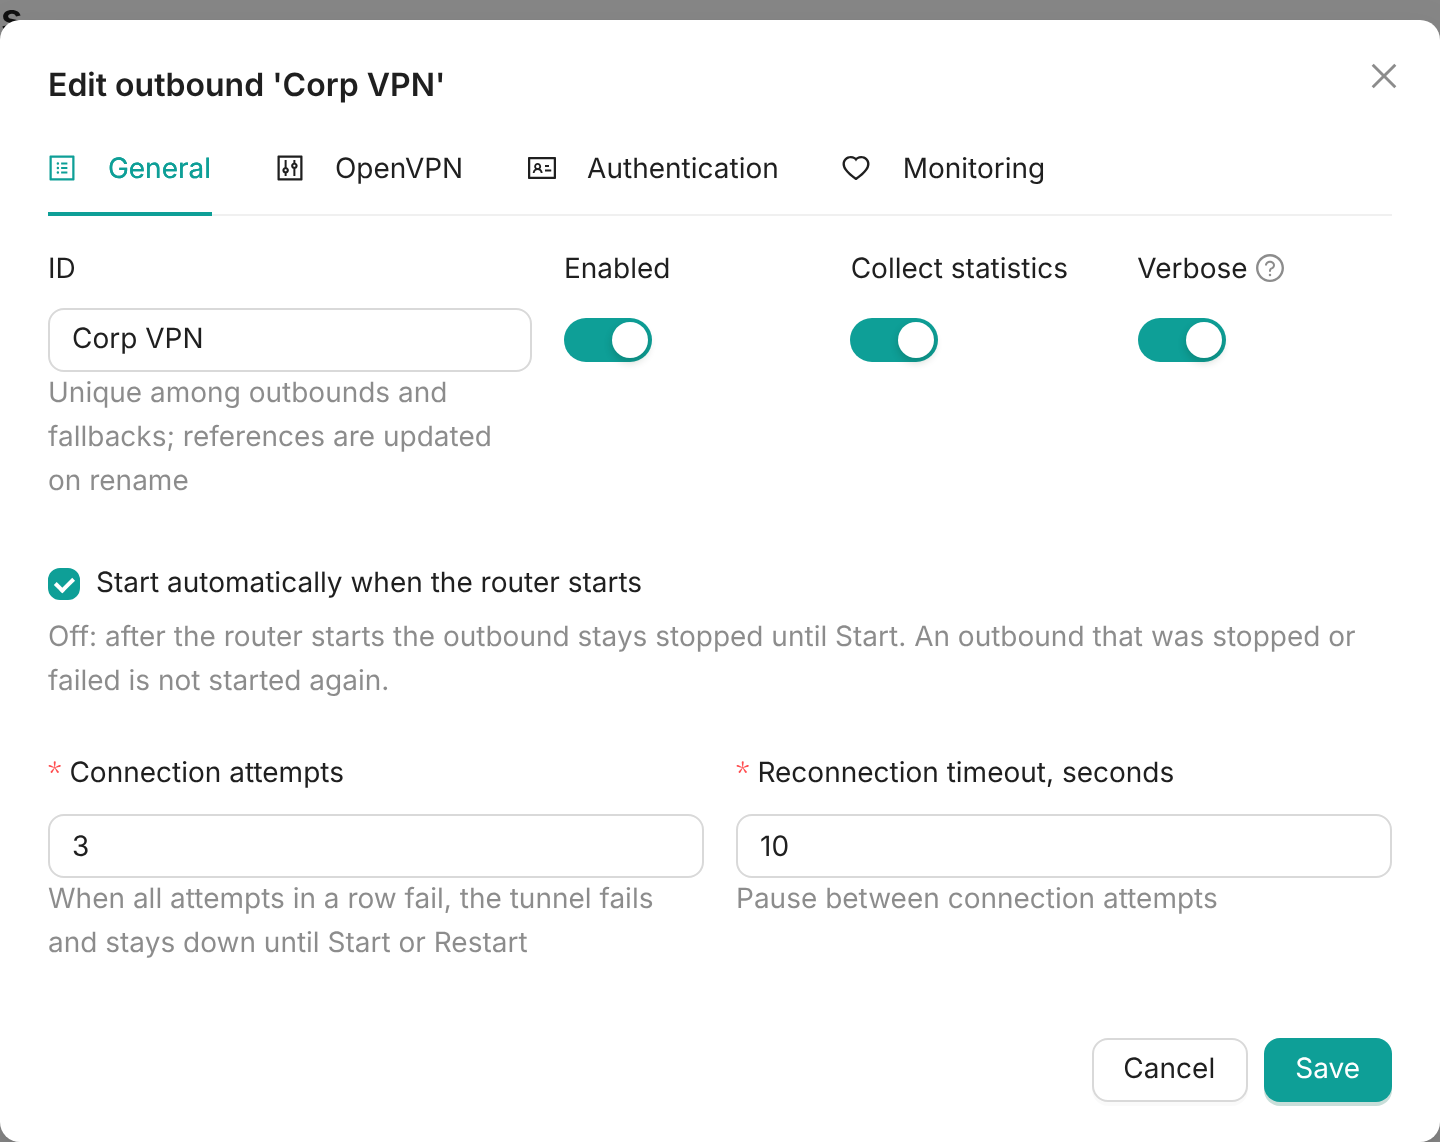 Edit outbound 'Corp VPN'
General OpenVPN Authentication Monitoring
ID Enabled Collect statistics Verbose
Corp VPN
Unique among outbounds and
fallbacks; references are updated
on rename
Start automatically when the router starts
Off: after the router starts the outbound stays stopped until Start. An outbound that was stopped or
failed is not started again.
* Connection attempts * Reconnection timeout, seconds
3 10
When all attempts in a row fail, the tunnel fails Pause between connection attempts
and stays down until Start or Restart
Cancel Save